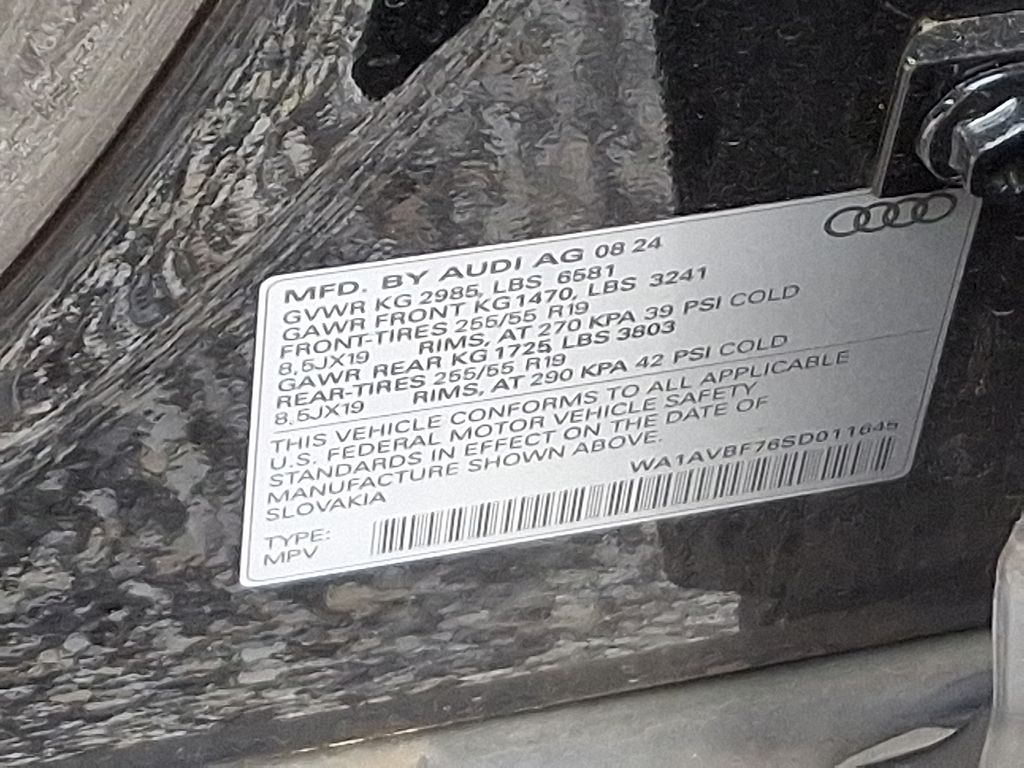 MFD. BY AUDI AG 08 24
GVWR KG 2985, LBS 6581
GAWR FRONT KG 1470, LBS 3241
FRONT-TIRES 255/55 R19
8,5JX19 RIMS, AT 270 KPA 39 PSI COLD
GAWR REAR KG 1725, LBS 3803
REAR-TIRES 255/55 R19
8,5JX19 RIMS, AT 290 KPA 42 PSI COLD
THIS VEHICLE CONFORMS TO ALL APPLICABLE
U.S. FEDERAL MOTOR VEHICLE SAFETY
STANDARDS IN EFFECT ON THE DATE OF
MANUFACTURE SHOWN ABOVE.
SLOVAKIA
WA1AVBF76SD011645
TYPE:
MPV